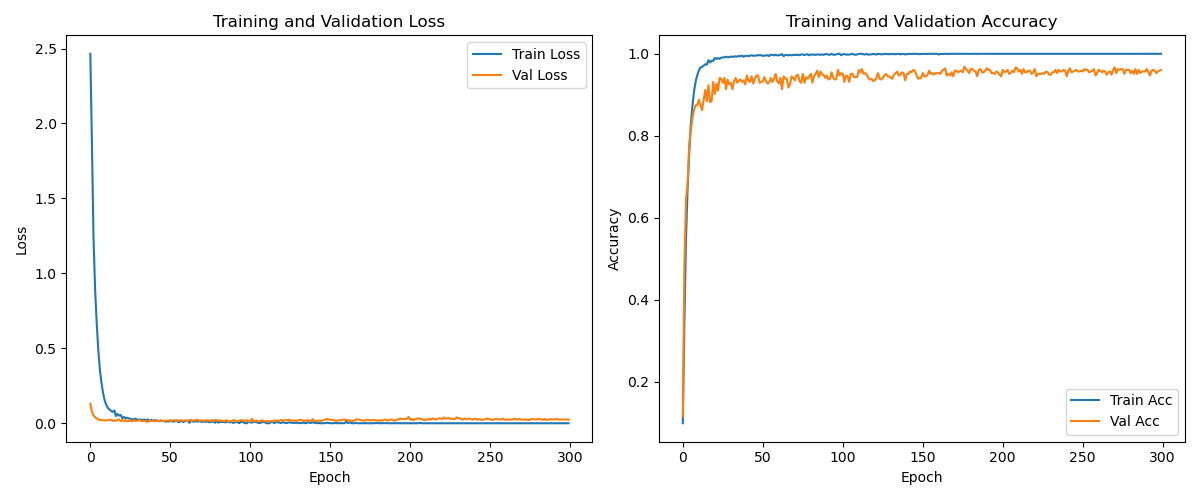 Training and Validation Loss
2.5
2.0
1.5
1.0
0.5
0.0
Loss
0
50
100
150
200
250
300
Epoch
Train Loss
Val Loss
Training and Validation Accuracy
1.0
0.8
0.6
0.4
0.2
Accuracy
0
50
100
150
200
250
300
Epoch
Train Acc
Val Acc